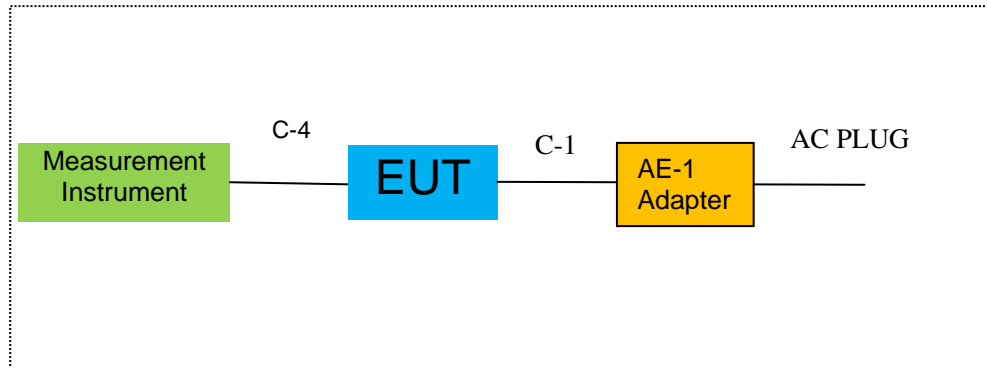 C-4
C-1
AC PLUG
Measurement
Instrument
EUT
AE-1
Adapter